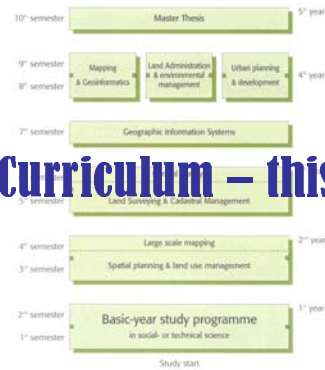 10th semester
Master Thesis
5th year
9th semester
8th semester
Mapping
& Geoinformatics
Land Administration
& environmental
management
Urban planning
& development
4th year
7th semester
Geographic Information Systems
Curriculum – this
5th semester
Land Surveying & Cadastral Management
4th semester
Large scale mapping
2nd year
3rd semester
Spatial planning & land use management
2nd semester
Basic-year study programme
1st year
in social- or technical science
1st semester
Study start